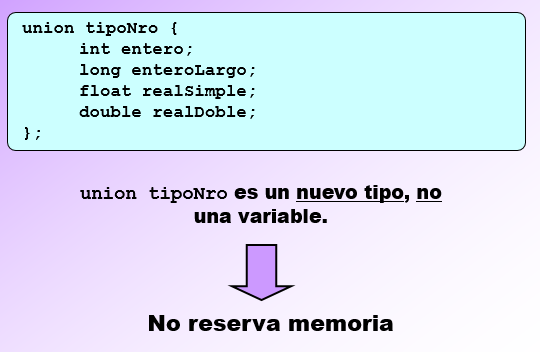 union tipoNro {
int entero;
long enteroLargo;
float realSimple;
double realDoble;
};
union tipoNro es un nuevo tipo, no
una variable.
No reserva memoria